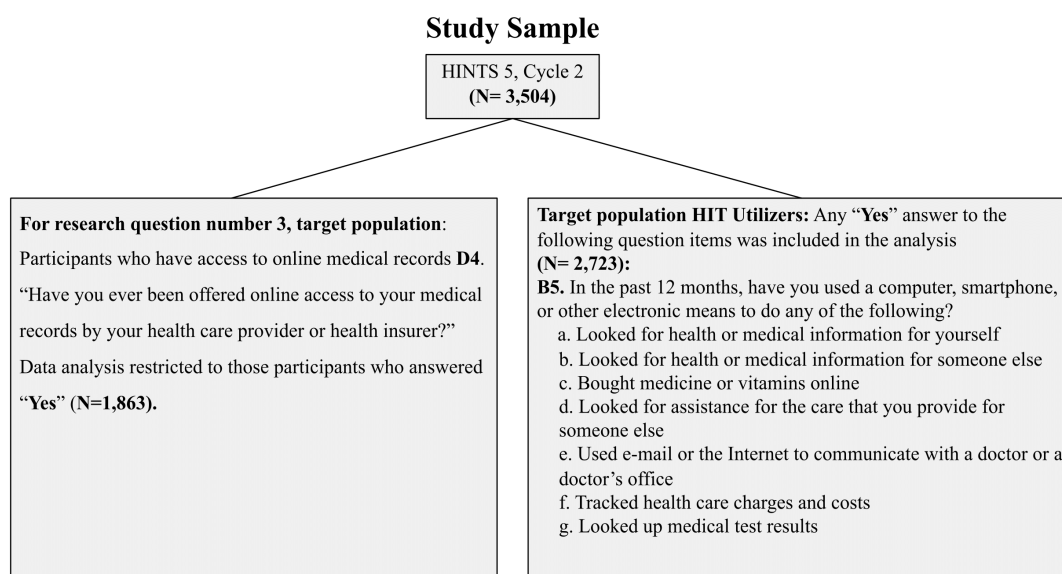 Study Sample
HINTS 5, Cycle 2
(N= 3,504)
For research question number 3, target population:
Participants who have access to online medical records D4.
“Have you ever been offered online access to your medical
records by your health care provider or health insurer?”
Data analysis restricted to those participants who answered
“Yes” (N=1,863).
Target population HIT Utilizers: Any “Yes” answer to the
following question items was included in the analysis
(N= 2,723):
B5. In the past 12 months, have you used a computer, smartphone,
or other electronic means to do any of the following?
a. Looked for health or medical information for yourself
b. Looked for health or medical information for someone else
c. Bought medicine or vitamins online
d. Looked for assistance for the care that you provide for
someone else
e. Used e-mail or the Internet to communicate with a doctor or a
doctor’s office
f. Tracked health care charges and costs
g. Looked up medical test results